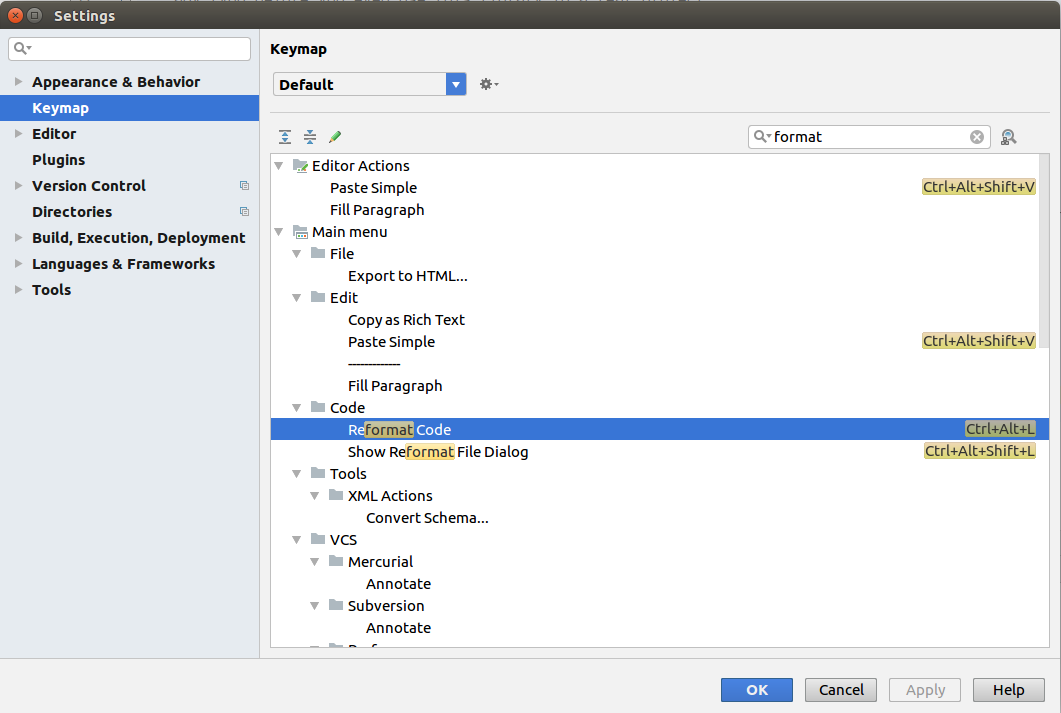 Settings
Appearance & Behavior
Keymap
Editor
Plugins
Version Control
Directories
Build, Execution, Deployment
Languages & Frameworks
Tools
Keymap
Default
format
Editor Actions
Paste Simple Ctrl+Alt+Shift+V
Fill Paragraph
Main menu
File
Export to HTML...
Edit
Copy as Rich Text
Paste Simple Ctrl+Alt+Shift+V
-------------
Fill Paragraph
Code
Reformat Code Ctrl+Alt+L
Show Reformat File Dialog Ctrl+Alt+Shift+L
Tools
XML Actions
Convert Schema...
VCS
Mercurial
Annotate
Subversion
Annotate
OK Cancel Apply Help